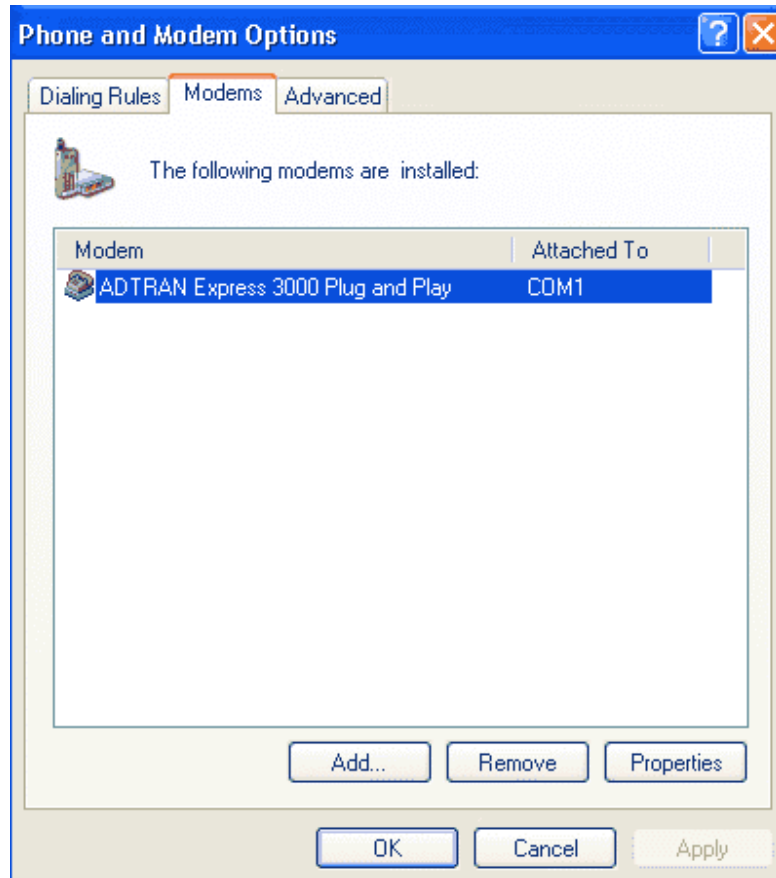 Phone and Modem Options
Dialing Rules Modems Advanced
The following modems are installed:
Modem Attached To
ADTRAN Express 3000 Plug and Play COM1
Add... Remove Properties
OK Cancel Apply